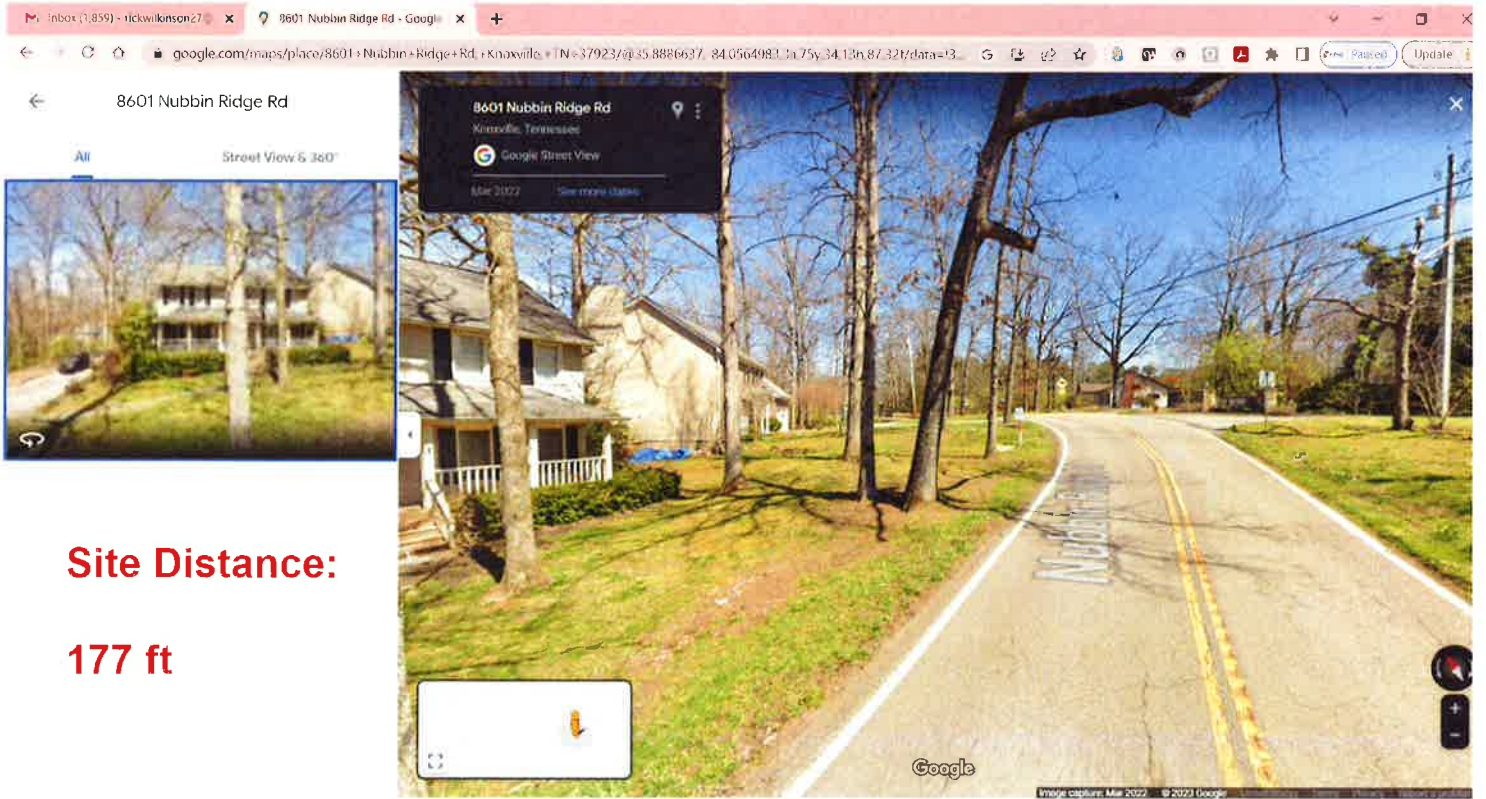 Inbox (1,859) - rickwilkinson27
8601 Nubbin Ridge Rd - Googl
google.com/maps/place/8601+Nubbin+Ridge+Rd,+Knoxville,+TN+37923/@35.8886637,-84.0564983,3a,75y,34.13h,87.32t/data=!3...
Paused
Update
8601 Nubbin Ridge Rd
All
Street View & 360°
8601 Nubbin Ridge Rd
Knoxville, Tennessee
Google Street View
Mar 2022
See more dates
Site Distance:
177 ft
Nubbin
Google
Image capture: Mar 2022
© 2023 Google